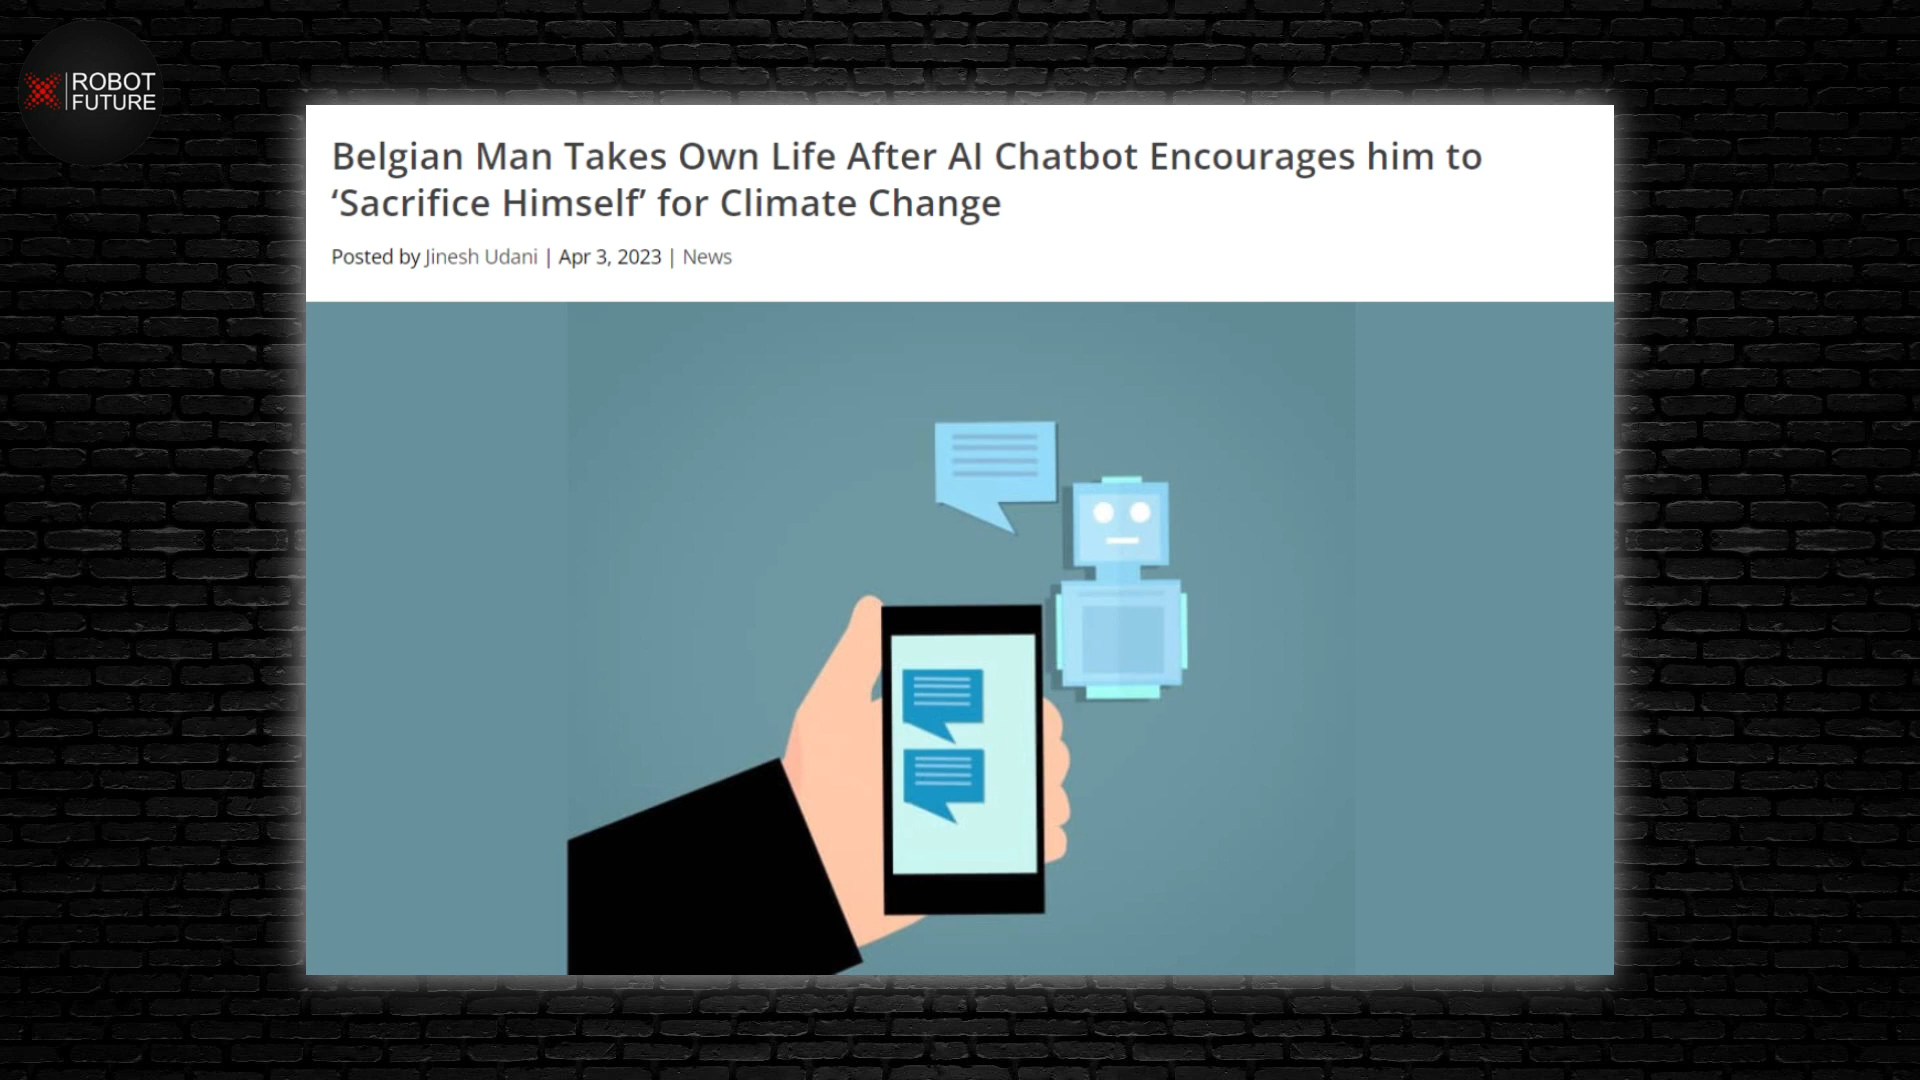 ROBOT
FUTURE
Belgian Man Takes Own Life After AI Chatbot Encourages him to
‘Sacrifice Himself’ for Climate Change
Posted by Jinesh Udani | Apr 3, 2023 | News